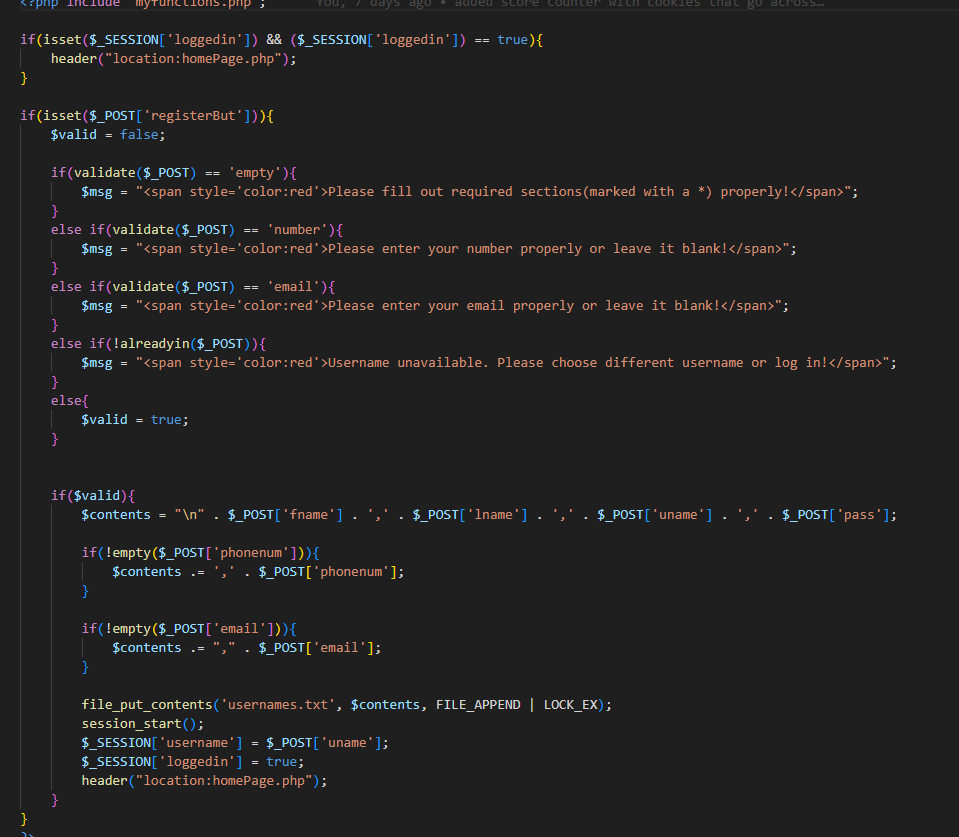 <?php include "myfunctions.php"; You, 7 days ago • added score counter with cookies that go across…
if(isset($_SESSION['loggedin']) && ($_SESSION['loggedin']) == true){
    header("location:homePage.php");
}
if(isset($_POST['registerBut'])){
    $valid = false;
    if(validate($_POST) == 'empty'){
        $msg = "<span style='color:red'>Please fill out required sections(marked with a *) properly!</span>";
    }
    else if(validate($_POST) == 'number'){
        $msg = "<span style='color:red'>Please enter your number properly or leave it blank!</span>";
    }
    else if(validate($_POST) == 'email'){
        $msg = "<span style='color:red'>Please enter your email properly or leave it blank!</span>";
    }
    else if(!alreadyin($_POST)){
        $msg = "<span style='color:red'>Username unavailable. Please choose different username or log in!</span>";
    }
    else{
        $valid = true;
    }
    if($valid){
        $contents = "\n" . $_POST['fname'] . ',' . $_POST['lname'] . ',' . $_POST['uname'] . ',' . $_POST['pass'];
        if(!empty($_POST['phonenum'])){
            $contents .= ',' . $_POST['phonenum'];
        }
        if(!empty($_POST['email'])){
            $contents .= "," . $_POST['email'];
        }
        file_put_contents('usernames.txt', $contents, FILE_APPEND | LOCK_EX);
        session_start();
        $_SESSION['username'] = $_POST['uname'];
        $_SESSION['loggedin'] = true;
        header("location:homePage.php");
    }
}
?>